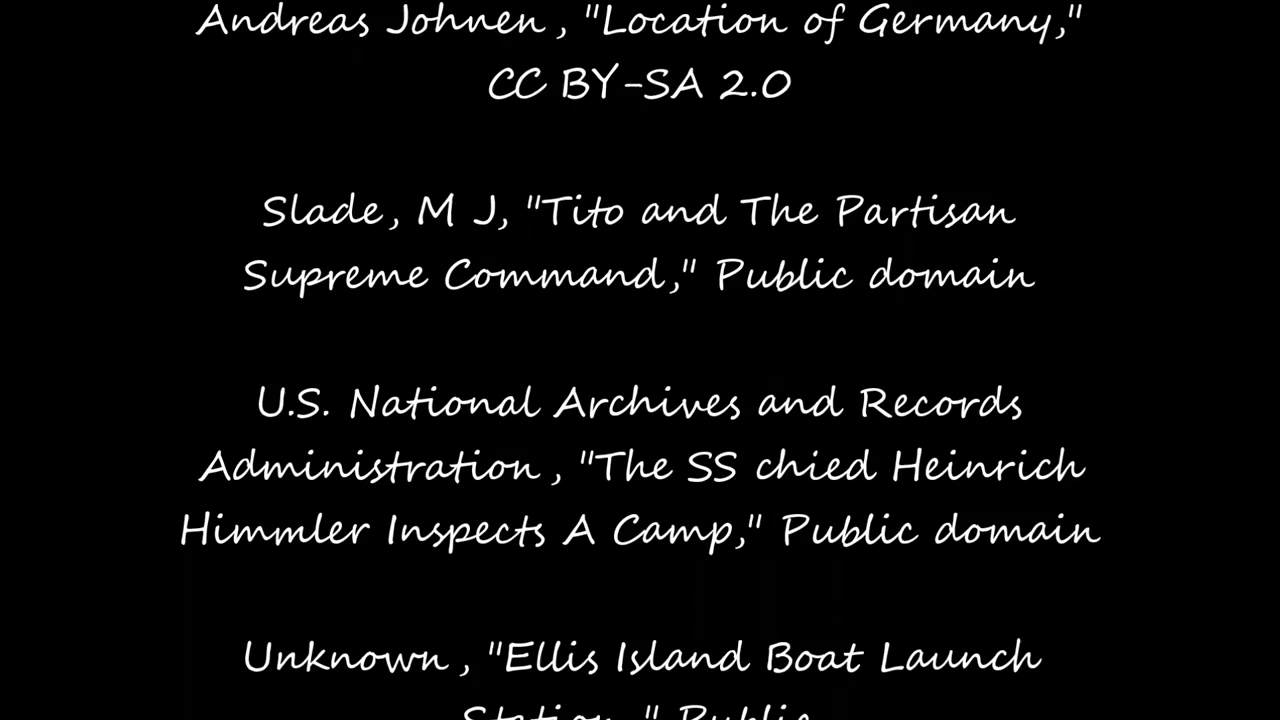 Andreas Johnen, "Location of Germany,"
CC BY-SA 2.0
Slade, M J, "Tito and The Partisan
Supreme Command," Public domain
U.S. National Archives and Records
Administration, "The SS chied Heinrich
Himmler Inspects A Camp," Public domain
Unknown, "Ellis Island Boat Launch
Station," Public